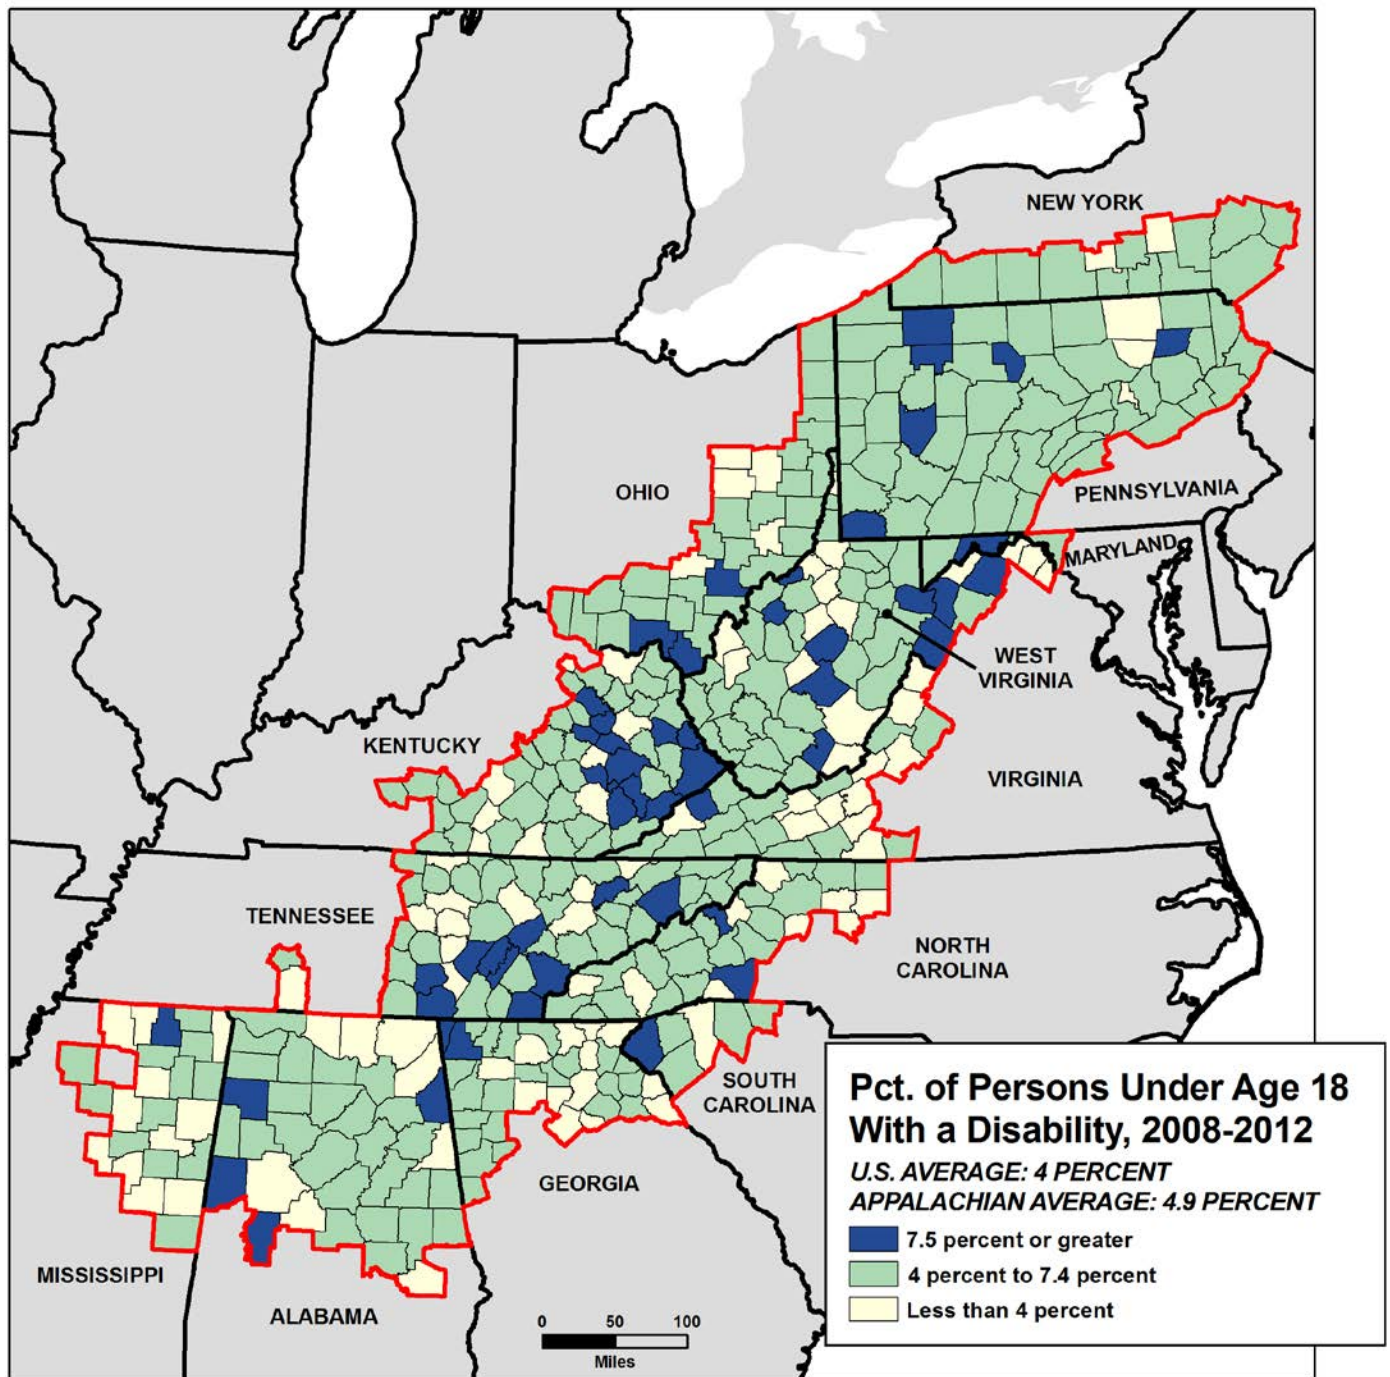 NEW YORK
OHIO
PENNSYLVANIA
MARYLAND
WEST
VIRGINIA
KENTUCKY
VIRGINIA
TENNESSEE
NORTH
CAROLINA
SOUTH
CAROLINA
GEORGIA
MISSISSIPPI
ALABAMA
0 50 100
Miles
Pct. of Persons Under Age 18
With a Disability, 2008-2012
U.S. AVERAGE: 4 PERCENT
APPALACHIAN AVERAGE: 4.9 PERCENT
7.5 percent or greater
4 percent to 7.4 percent
Less than 4 percent